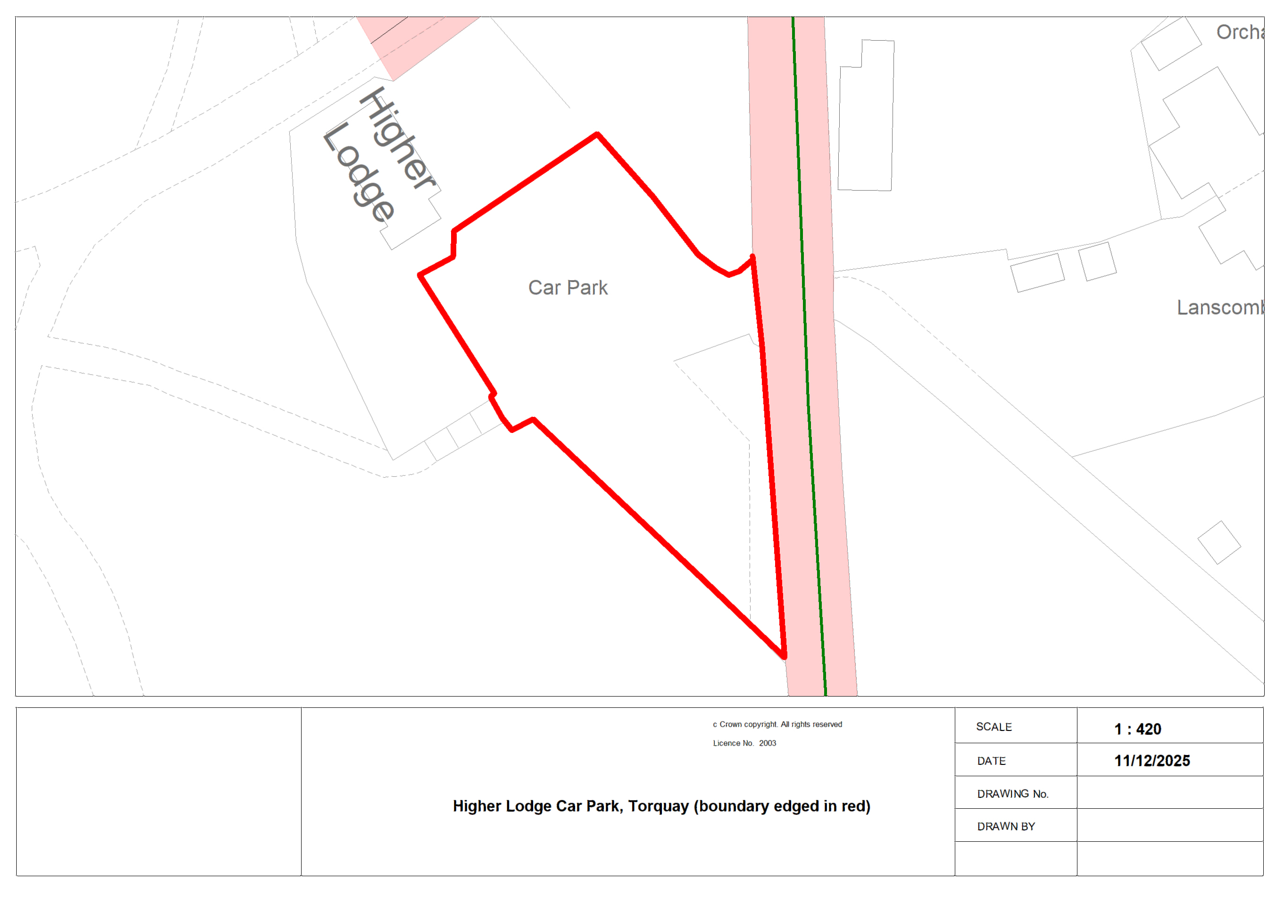 Orcha
Higher
Lodge
Car Park
Lanscomb
c Crown copyright. All rights reserved
Licence No. 2003
Higher Lodge Car Park, Torquay (boundary edged in red)
SCALE
1 : 420
DATE
11/12/2025
DRAWING No.
DRAWN BY